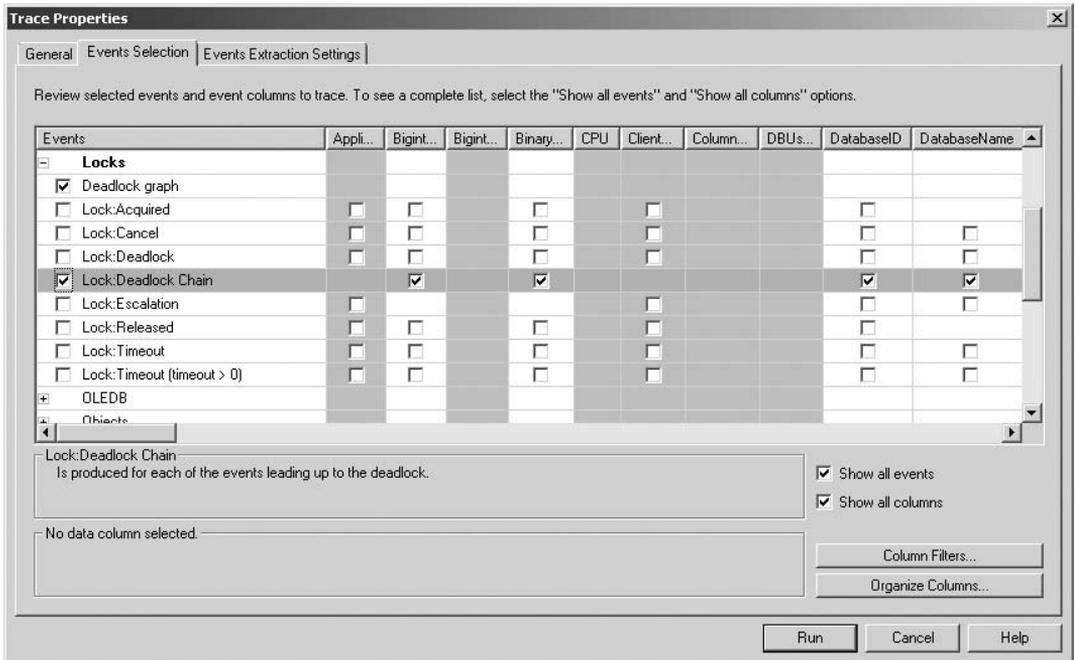 Trace Properties
General Events Selection Events Extraction Settings
Review selected events and event columns to trace. To see a complete list, select the "Show all events" and "Show all columns" options.
Events Appli... Bigint... Bigint... Binary... CPU Client... Column... DBUs... DatabaseID DatabaseName
Locks
Deadlock graph
Lock:Acquired
Lock:Cancel
Lock:Deadlock
Lock:Deadlock Chain
Lock:Escalation
Lock:Released
Lock:Timeout
Lock:Timeout (timeout > 0)
OLEDB
Objects
Lock:Deadlock Chain
Is produced for each of the events leading up to the deadlock.
Show all events
Show all columns
No data column selected.
Column Filters...
Organize Columns...
Run Cancel Help